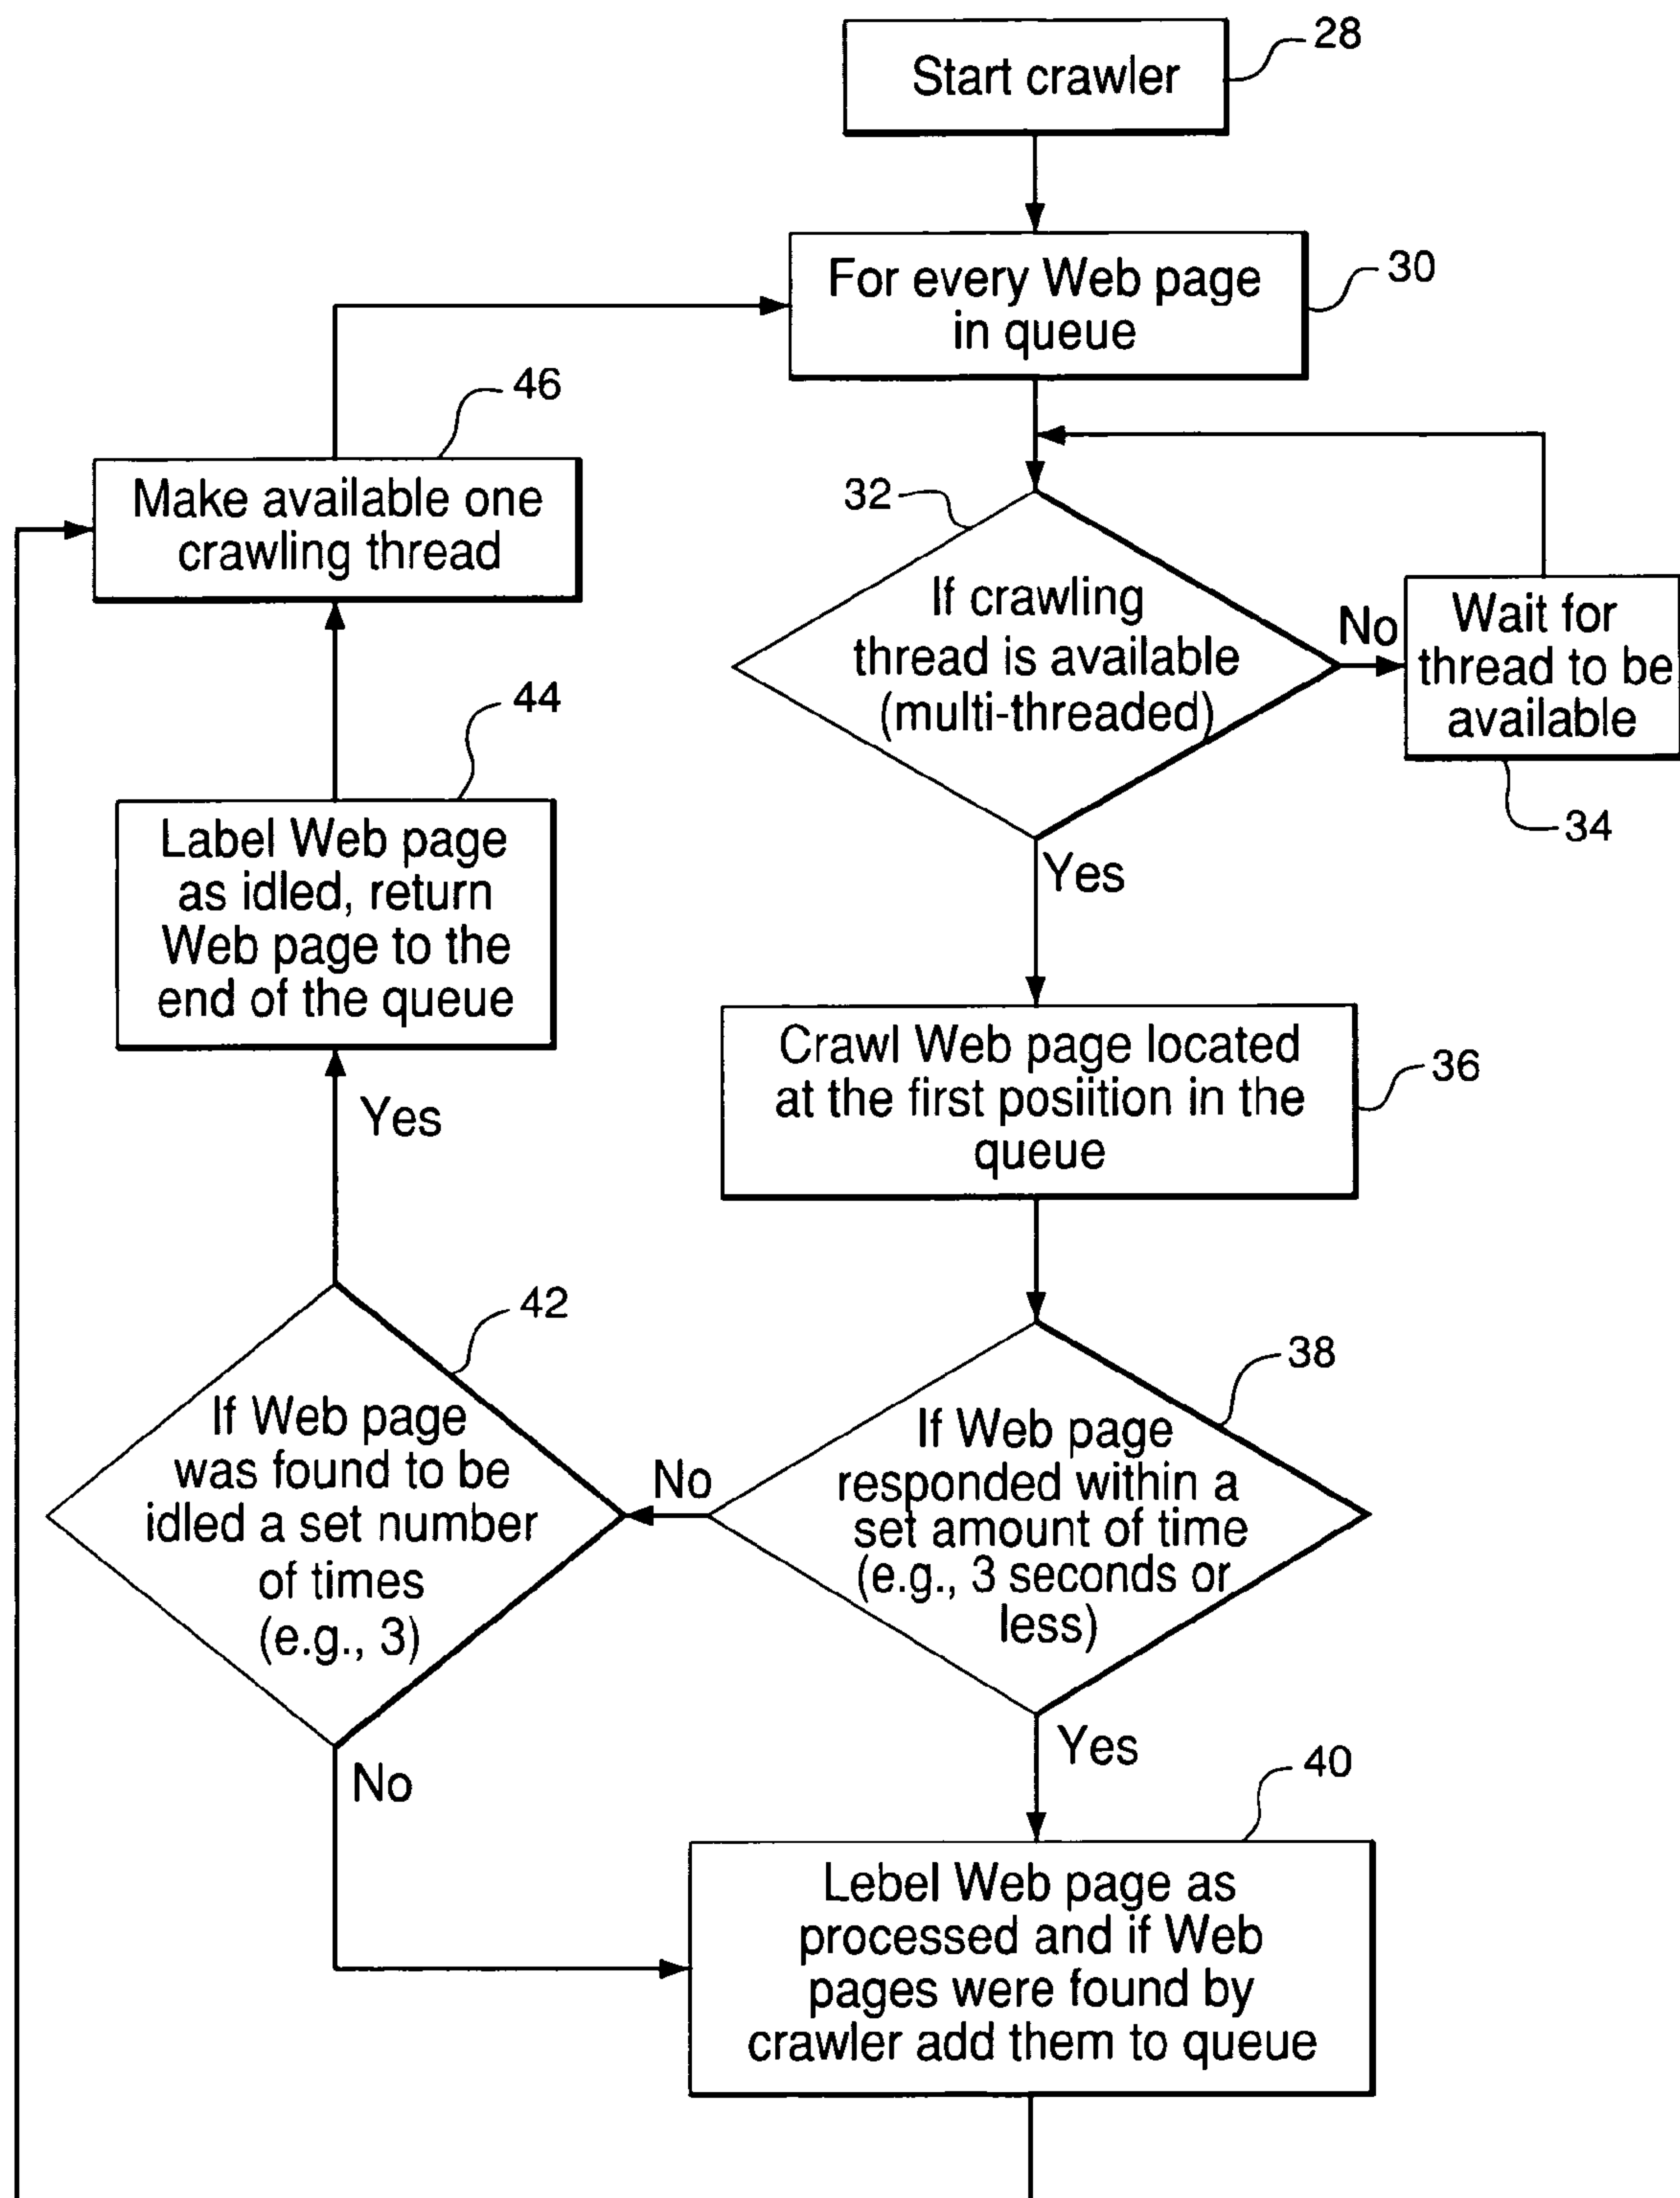 Start crawler
28
For every Web page
in queue
30
46
Make available one
crawling thread
32
If crawling
thread is available
(multi-threaded)
No
Wait for
thread to be
available
34
Yes
44
Label Web page
as idled, return
Web page to the
end of the queue
Crawl Web page located
at the first posiition in the
queue
36
Yes
42
If Web page
was found to be
idled a set number
of times
(e.g., 3)
No
38
If Web page
responded within a
set amount of time
(e.g., 3 seconds or
less)
Yes
No
40
Lebel Web page as
processed and if Web
pages were found by
crawler add them to queue